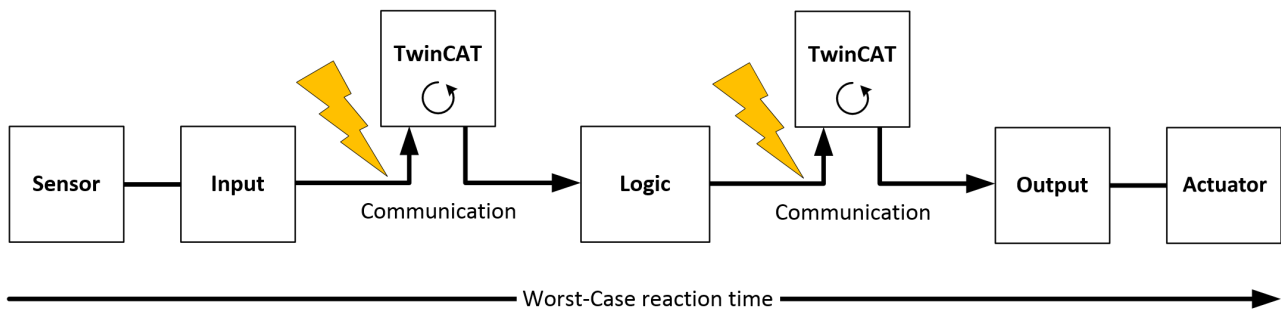 TwinCAT
TwinCAT
Sensor
Input
Communication
Logic
Communication
Output
Actuator
Worst-Case reaction time